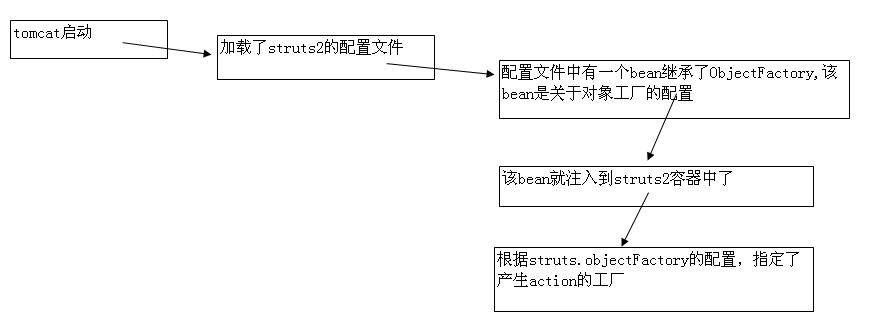 tomcat启动
加载了struts2的配置文件
配置文件中有一个bean继承了ObjectFactory,该
bean是关于对象工厂的配置
该bean就注入到struts2容器中了
根据struts.objectFactory的配置，指定了
产生action的工厂